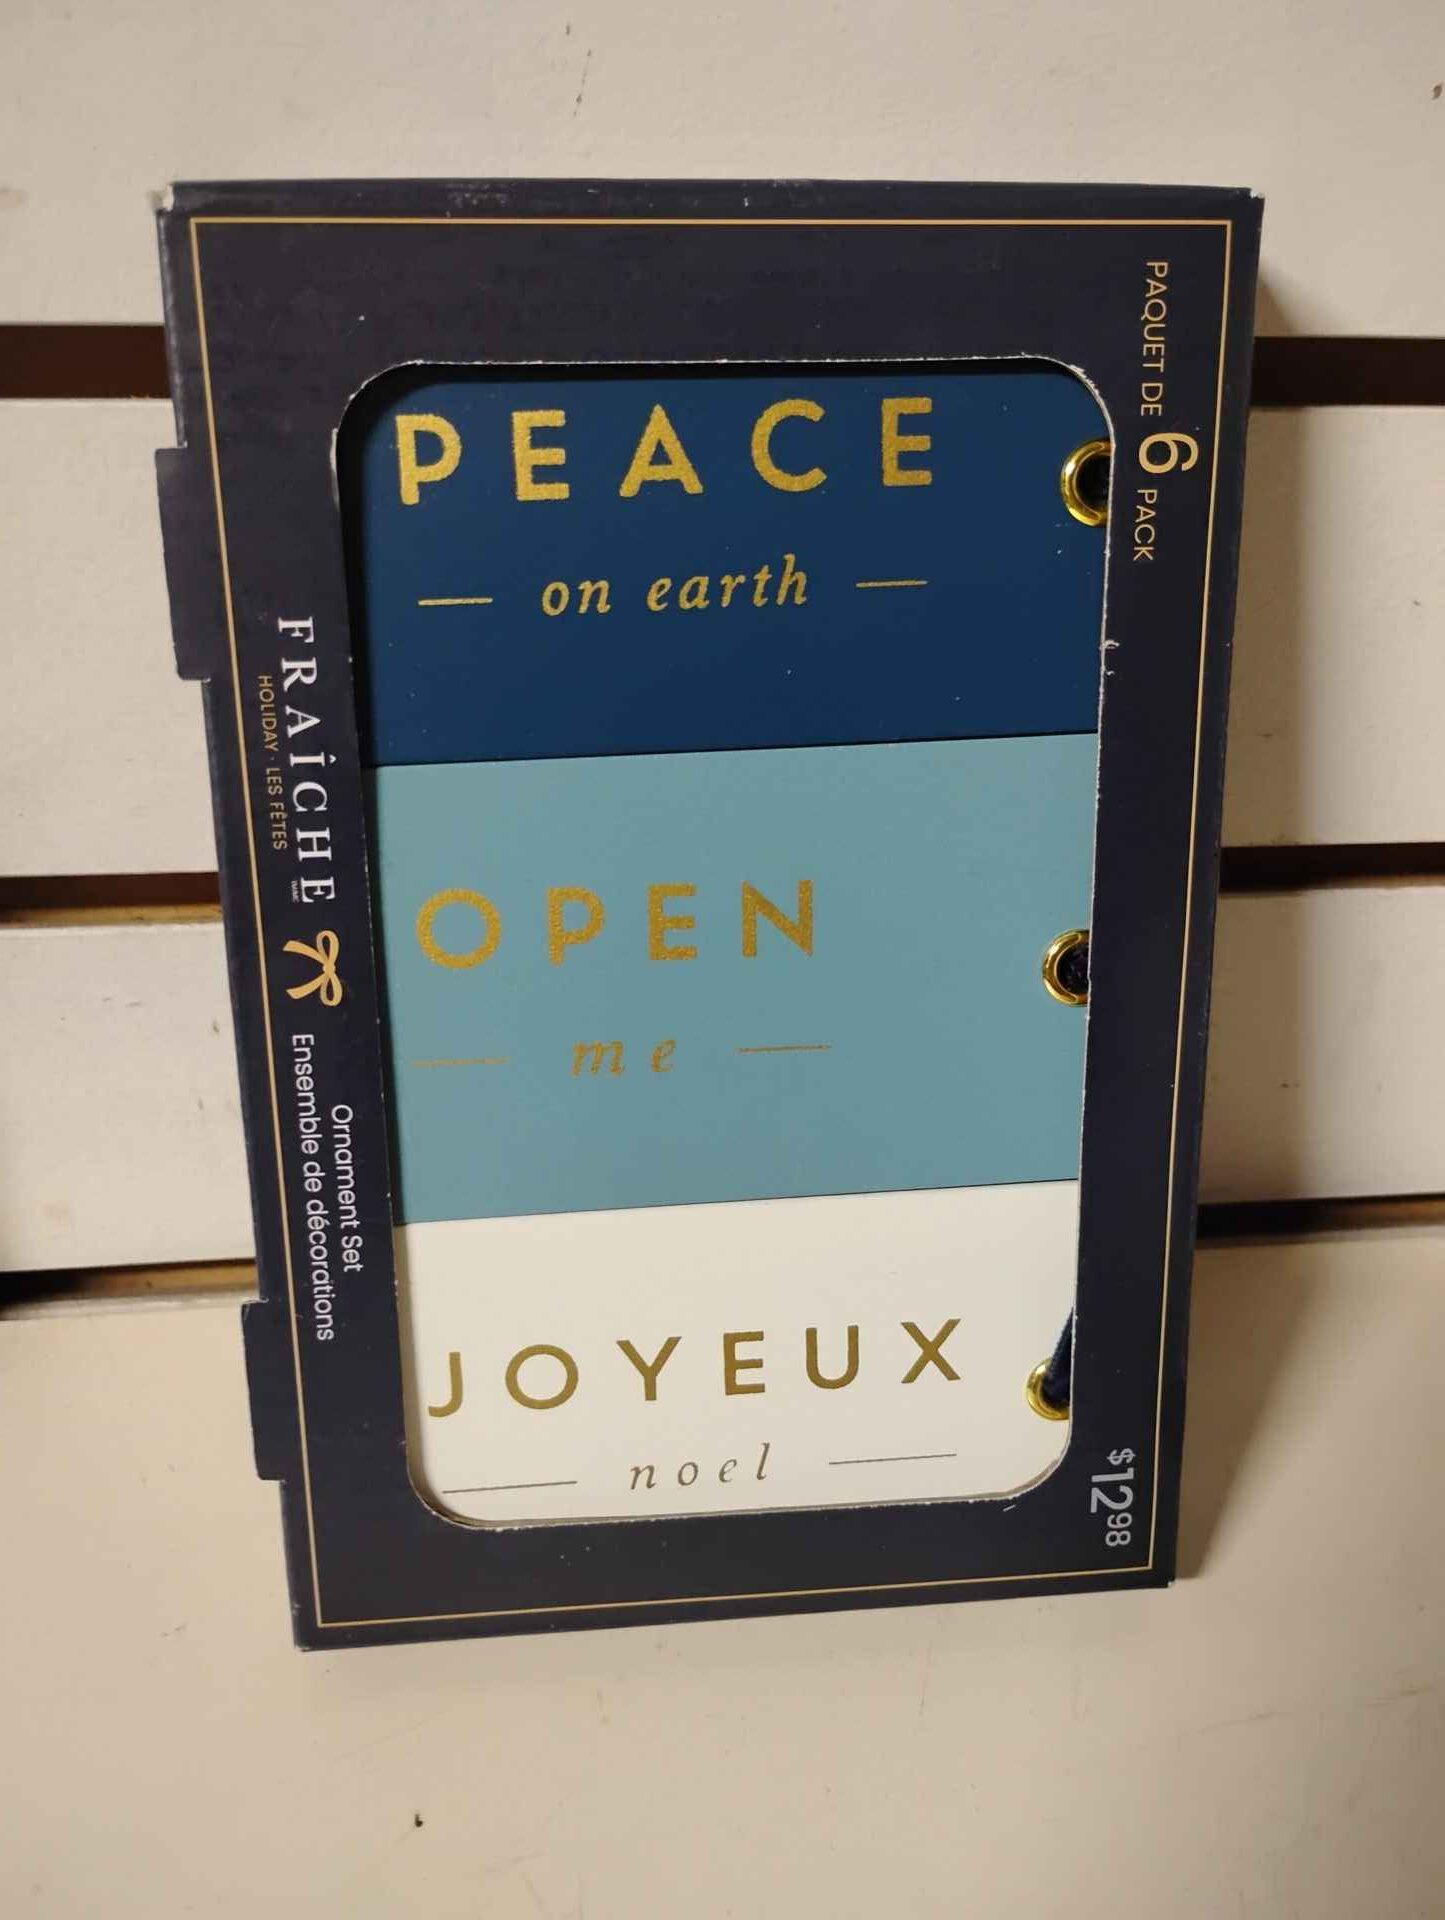 PAQUET DE 6 PACK
PEACE
— on earth —
OPEN
— me —
JOYEUX
— noel —
FRAÎCHE
HOLIDAY · LES FÊTES
Ornament Set
Ensemble de décorations
$12.98